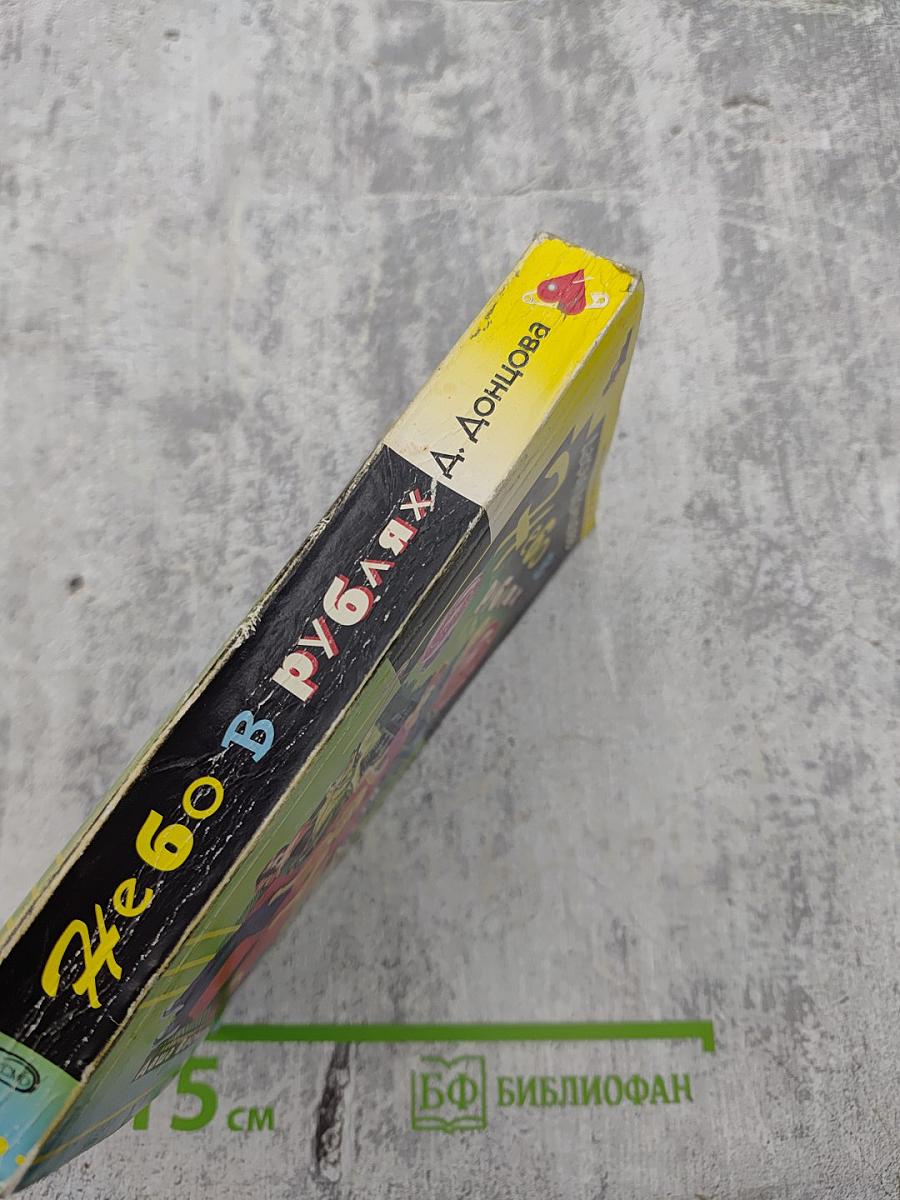 Д. Донцова
Небо в рублях
15 см
БФ БИБЛИОФАН